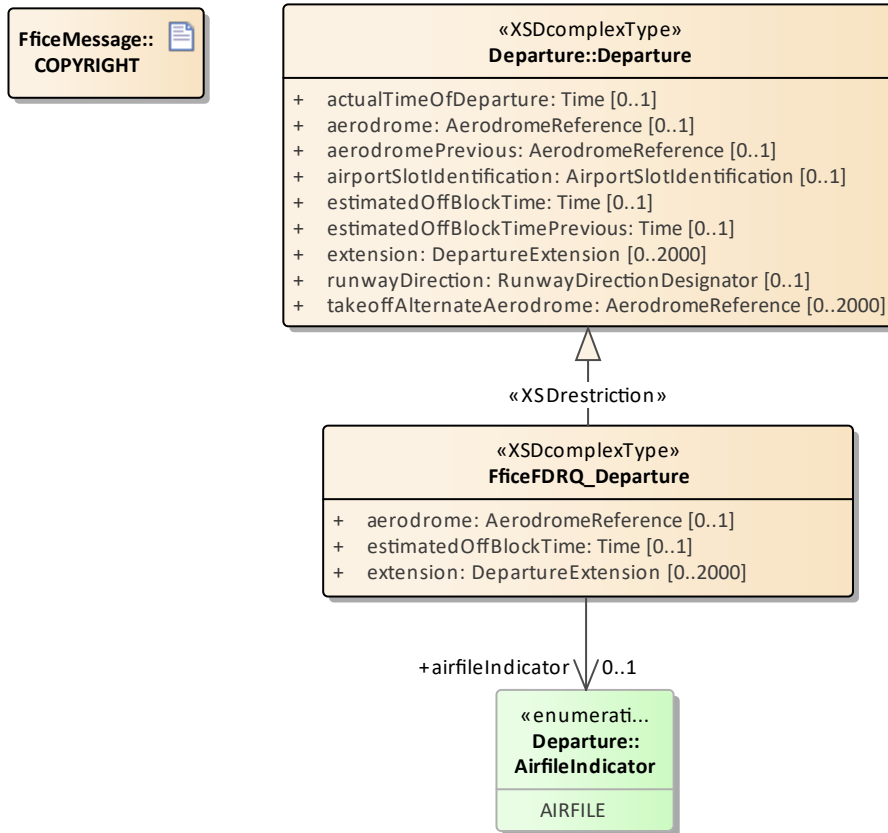 FficeMessage::
COPYRIGHT
«XSDcomplexType»
Departure::Departure
+ actualTimeOfDeparture: Time [0..1]
+ aerodrome: AerodromeReference [0..1]
+ aerodromePrevious: AerodromeReference [0..1]
+ airportSlotIdentification: AirportSlotIdentification [0..1]
+ estimatedOffBlockTime: Time [0..1]
+ estimatedOffBlockTimePrevious: Time [0..1]
+ extension: DepartureExtension [0..2000]
+ runwayDirection: RunwayDirectionDesignator [0..1]
+ takeoffAlternateAerodrome: AerodromeReference [0..2000]
«XSDrestriction»
«XSDcomplexType»
FficeFDRQ_Departure
+ aerodrome: AerodromeReference [0..1]
+ estimatedOffBlockTime: Time [0..1]
+ extension: DepartureExtension [0..2000]
+airfileIndicator 0..1
«enumerati...
Departure::
AirfileIndicator
AIRFILE